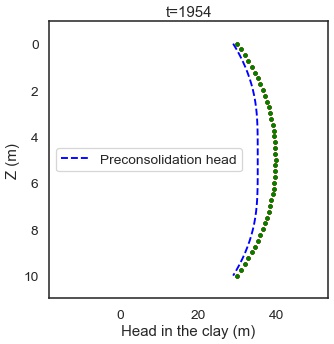 t=1954
0
2
4
6
8
10
Z (m)
Preconsolidation head
0
20
40
Head in the clay (m)